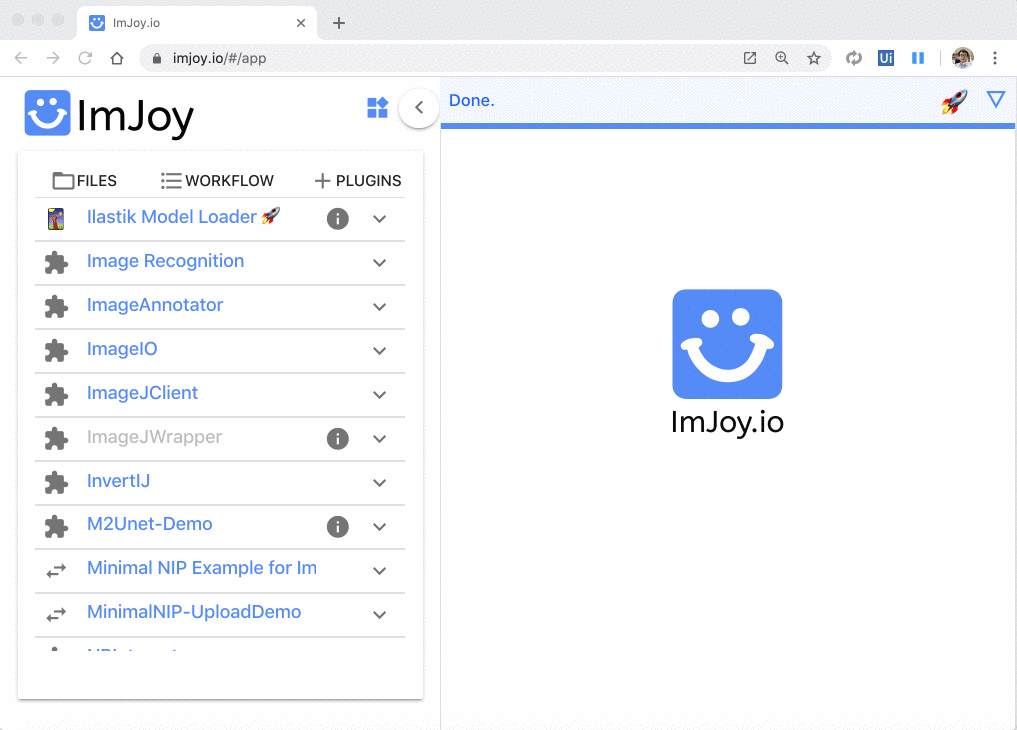 ImJoy.io
imjoy.io/#/app
Ui
ImJoy
Done.
FILES WORKFLOW PLUGINS
Ilastik Model Loader 🚀
Image Recognition
ImageAnnotator
ImageIO
ImageJClient
ImageJWrapper
InvertIJ
M2Unet-Demo
Minimal NIP Example for Im
MinimalNIP-UploadDemo
ImJoy.io